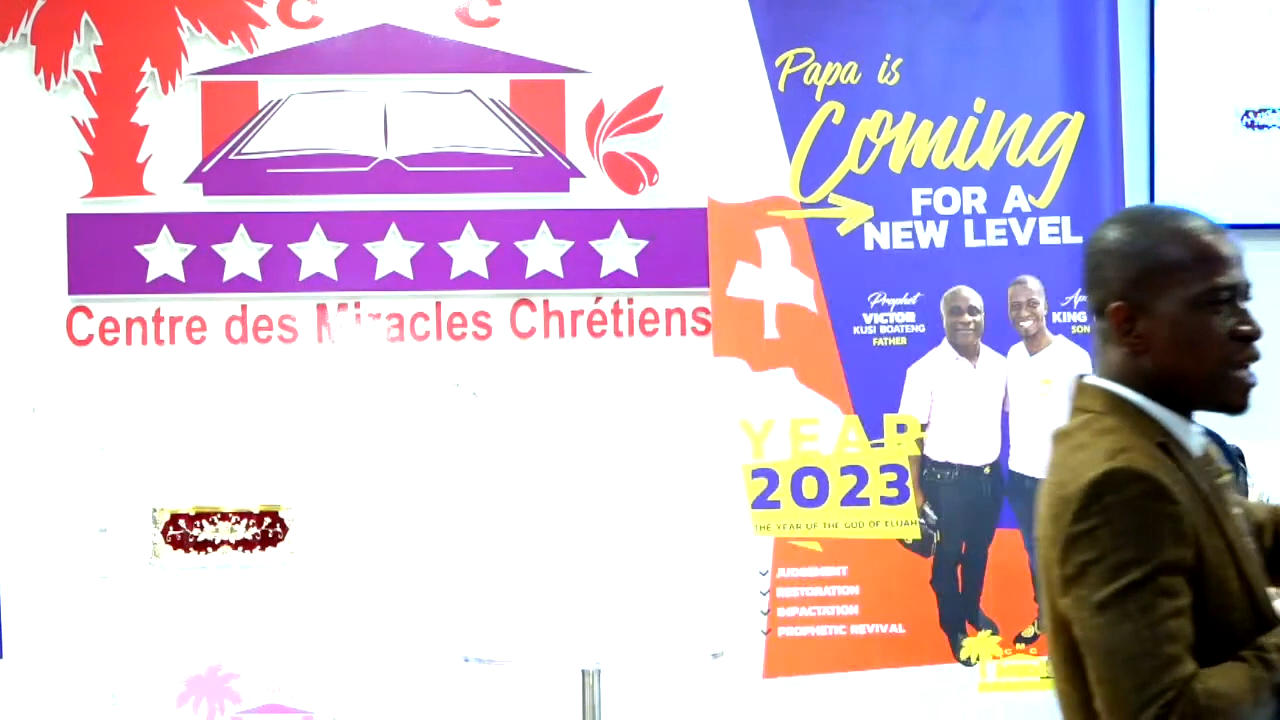 C C
Centre des Miracles Chrétiens
Papa is
Coming
FOR A
NEW LEVEL
Prophet
VICTOR
KUSI BOATENG
FATHER
KING
SON
YEAR
2023
THE YEAR OF THE GOD OF ELIJAH
JUDGEMENT
RESTORATION
IMPACTATION
PROPHETIC REVIVAL
C M C